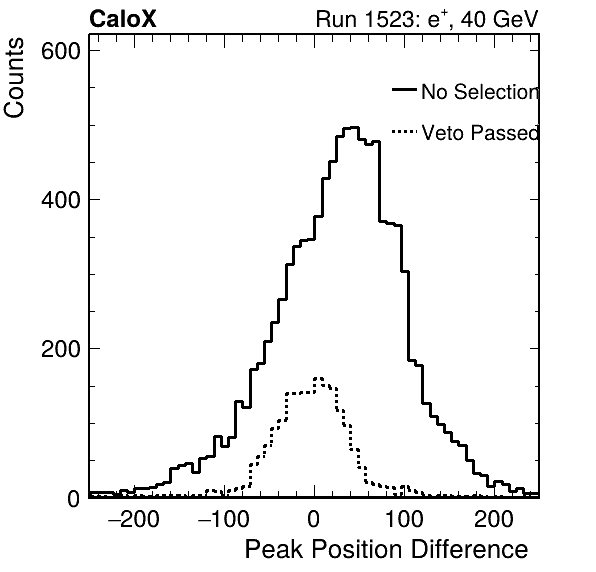 CaloX Run 1523: e⁺, 40 GeV
Counts
600
400
200
0
No Selection
Veto Passed
−200 −100 0 100 200
Peak Position Difference